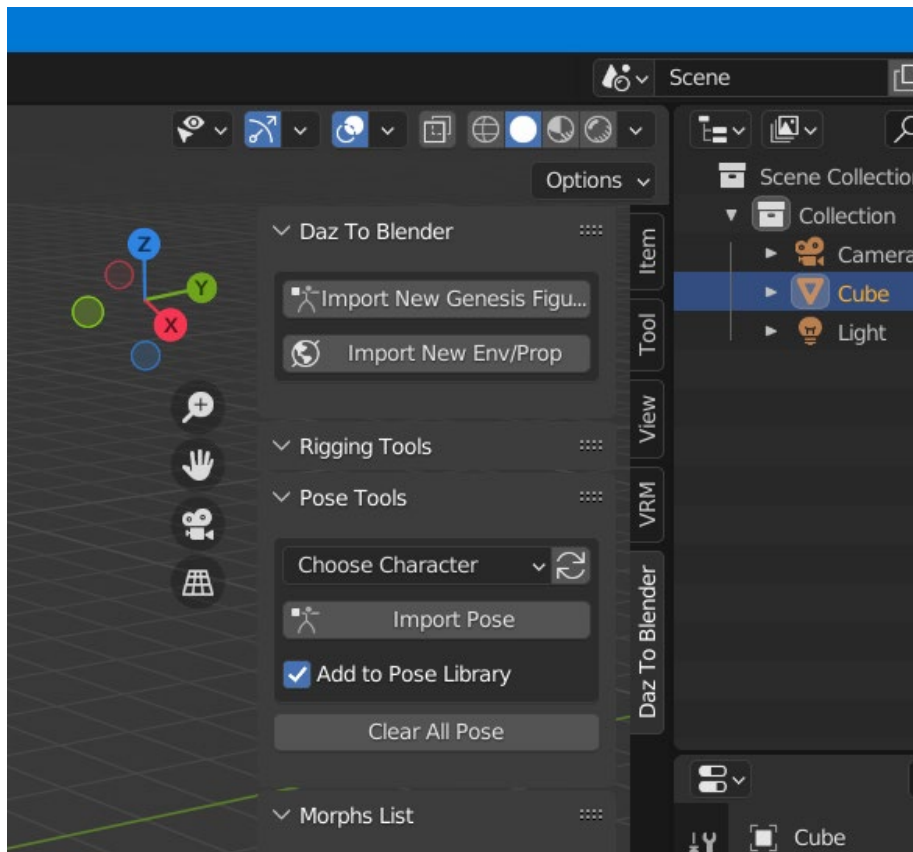 Scene
Options
Scene Collection
Collection
Camera
Cube
Light
Z
Y
X
Daz To Blender
Import New Genesis Figu...
Import New Env/Prop
Rigging Tools
Pose Tools
Choose Character
Import Pose
Add to Pose Library
Clear All Pose
Morphs List
Item
Tool
View
VRM
Daz To Blender
Cube